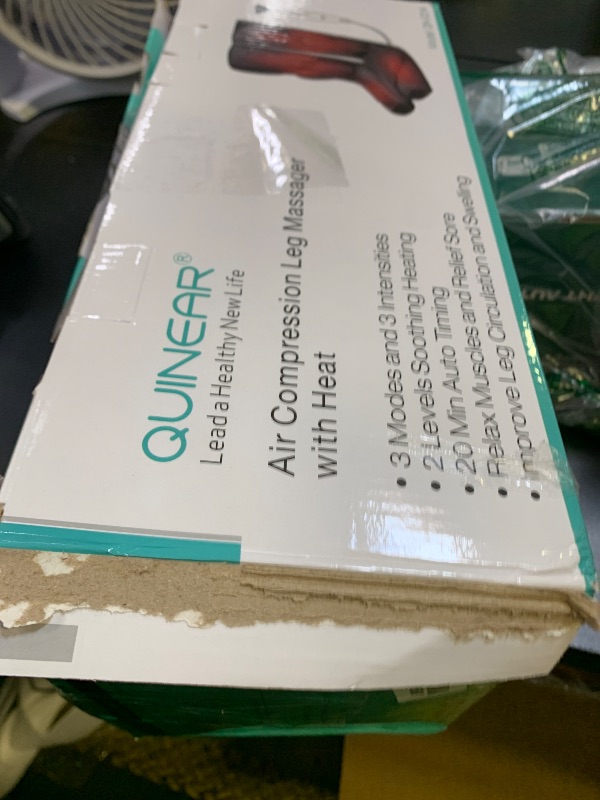 QUINEAR®
Lead a Healthy New Life
Air Compression Leg Massager
with Heat
• 3 Modes and 3 Intensities
• 2 Levels Soothing Heating
• 20 Min Auto Timing
• Relax Muscles and Relief Sore
• Improve Leg Circulation and Swelling